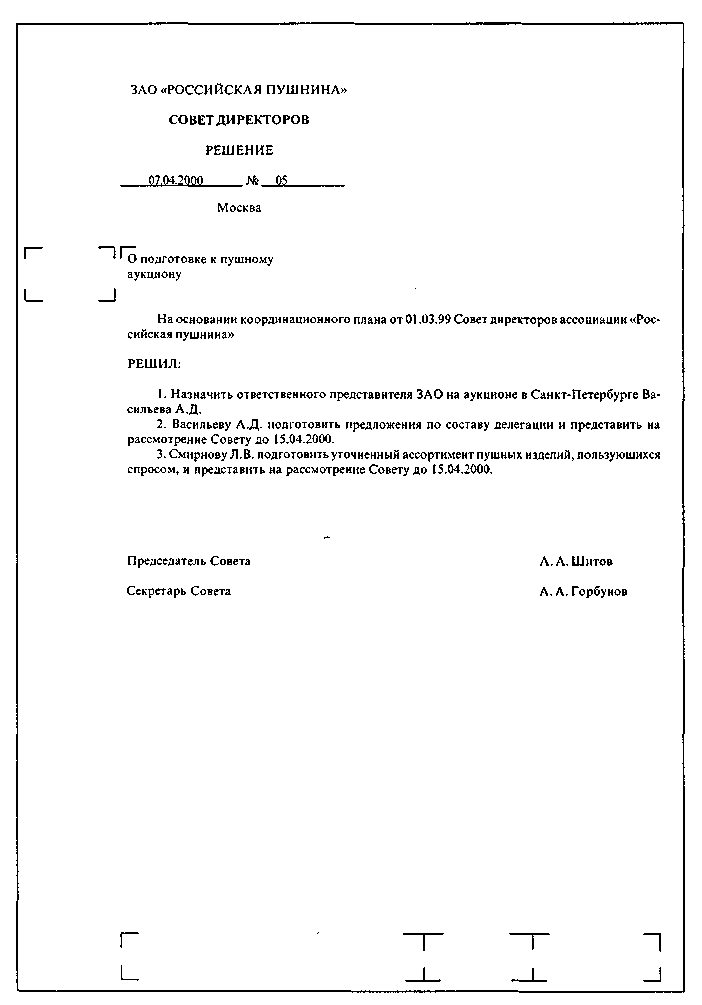 ЗАО «РОССИЙСКАЯ ПУШНИНА»
СОВЕТ ДИРЕКТОРОВ
РЕШЕНИЕ
07.04.2000 № 05
Москва
О подготовке к пушному
аукциону
На основании координационного плана от 01.03.99 Совет директоров ассоциации «Рос-
сийская пушнина»
РЕШИЛ:
1. Назначить ответственного представителя ЗАО на аукционе в Санкт-Петербурге Ва-
сильева А.Д.
2. Васильеву А.Д. подготовить предложения по составу делегации и представить на
рассмотрение Совету до 15.04.2000.
3. Смирнову Л.В. подготовить уточненный ассортимент пушных изделий, пользующихся
спросом, и представить на рассмотрение Совету до 15.04.2000.
Председатель Совета А. А. Шитов
Секретарь Совета А. А. Горбунов